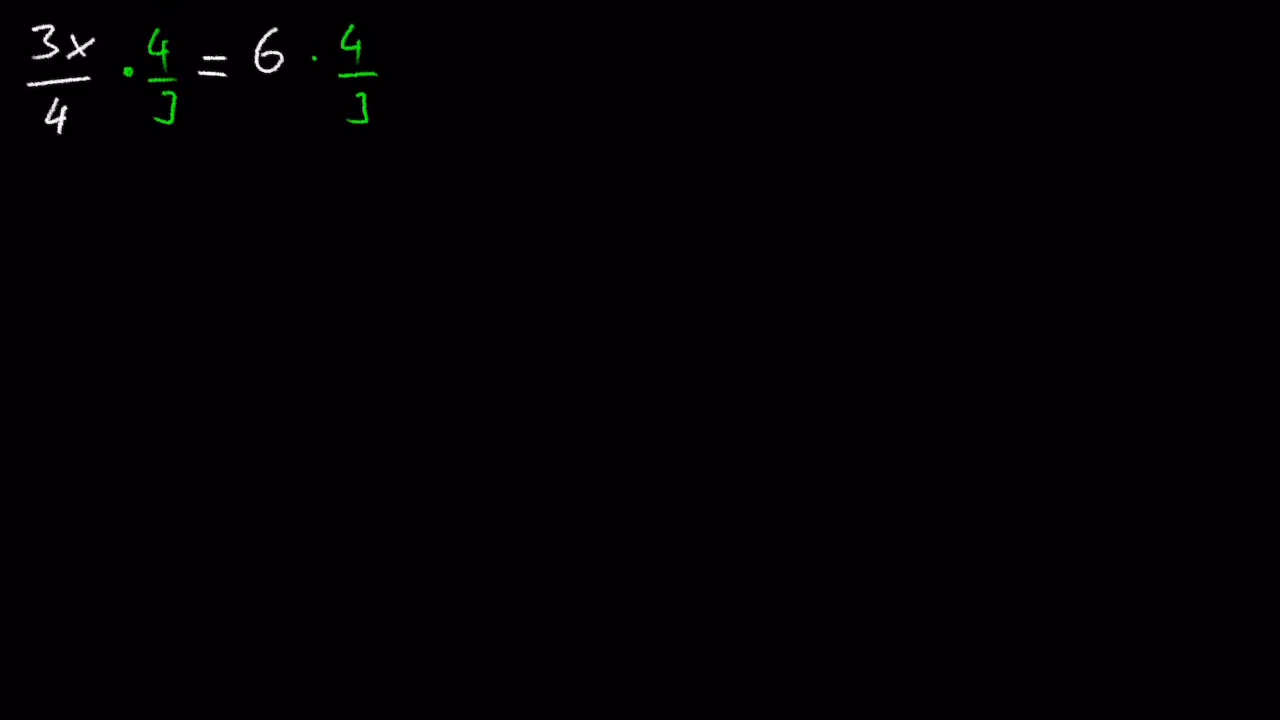 3x/4 · 4/3 = 6 · 4/3